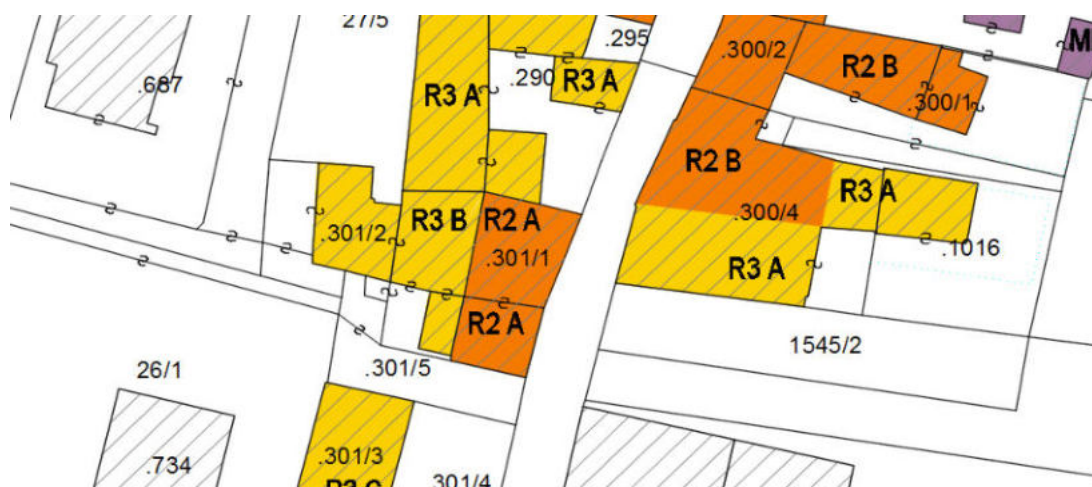 27/5
.295
.300/2
M
R2 B
.687
.290
R3 A
R3 A
.300/1
R2 B
R3 A
.301/2
R3 B
R2 A
.300/4
.301/1
.1016
R3 A
R2 A
1545/2
26/1
.301/5
.734
.301/3
301/4